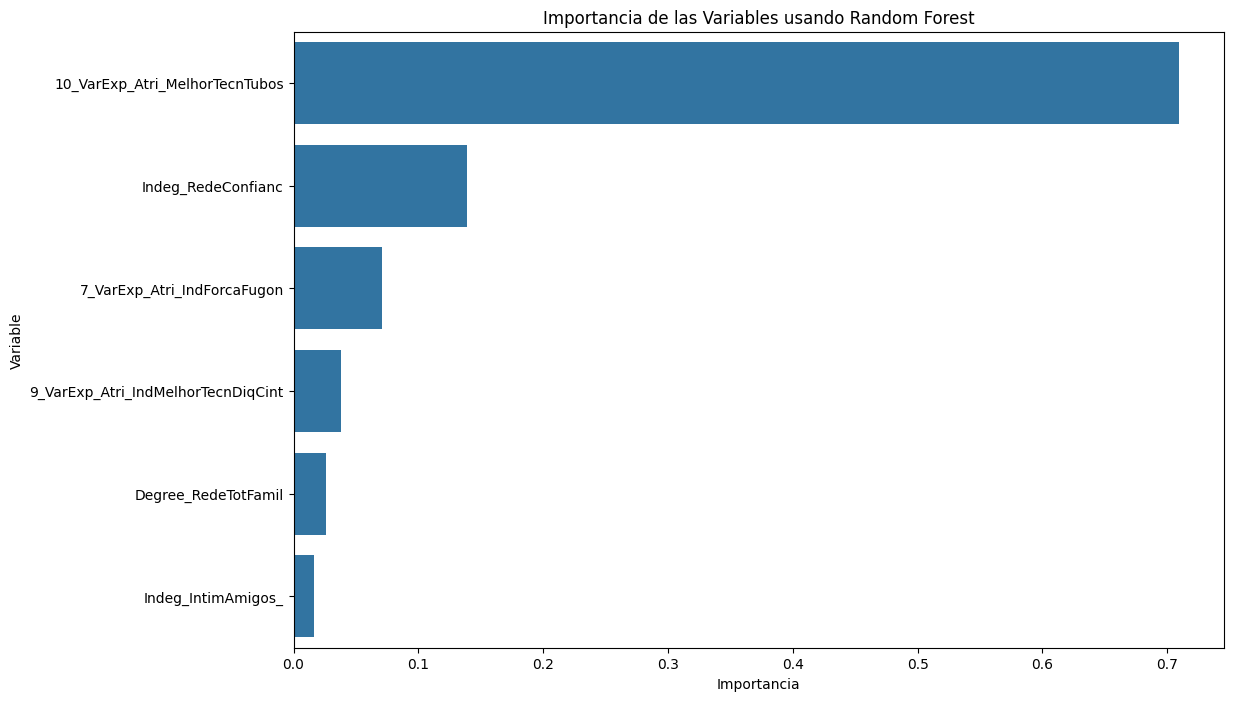 Importancia de las Variables usando Random Forest
Variable
10_VarExp_Atri_MelhorTecnTubos
Indeg_RedeConfianc
7_VarExp_Atri_IndForcaFugon
9_VarExp_Atri_IndMelhorTecnDiqCint
Degree_RedeTotFamil
Indeg_IntimAmigos_
0.0 0.1 0.2 0.3 0.4 0.5 0.6 0.7
Importancia